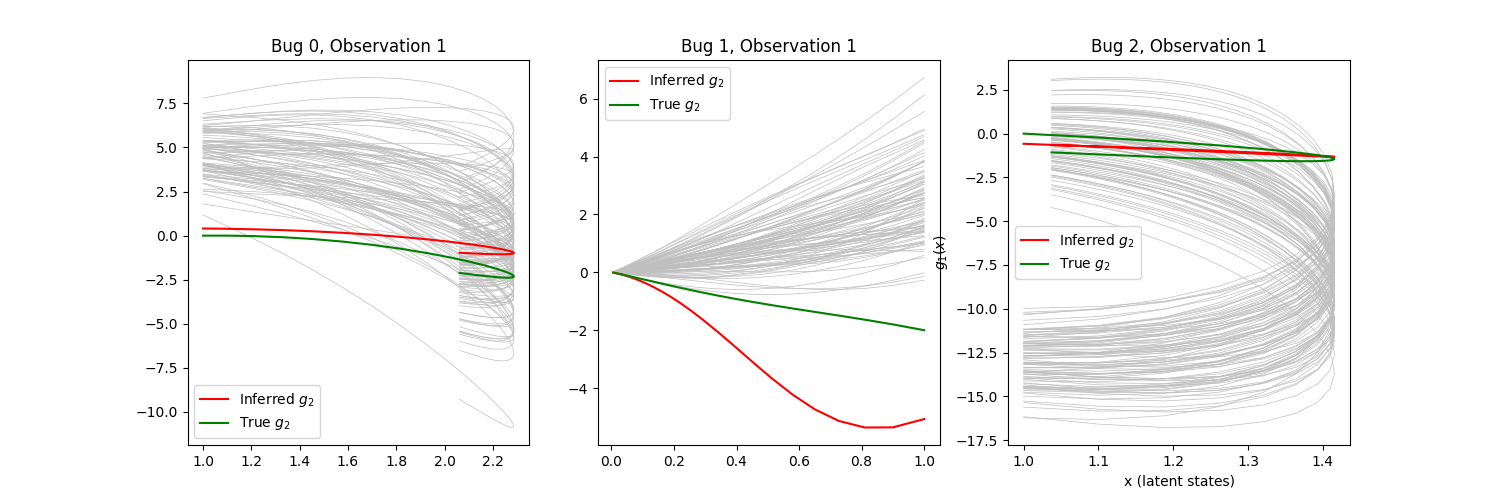 Bug 0, Observation 1
7.5
5.0
2.5
0.0
−2.5
−5.0
−7.5
−10.0
Inferred g₂
True g₂
1.0 1.2 1.4 1.6 1.8 2.0 2.2
Bug 1, Observation 1
6
4
2
0
−2
−4
Inferred g₂
True g₂
0.0 0.2 0.4 0.6 0.8 1.0
Bug 2, Observation 1
g₁(x)
2.5
0.0
−2.5
−5.0
−7.5
−10.0
−12.5
−15.0
−17.5
Inferred g₂
True g₂
1.0 1.1 1.2 1.3 1.4
x (latent states)